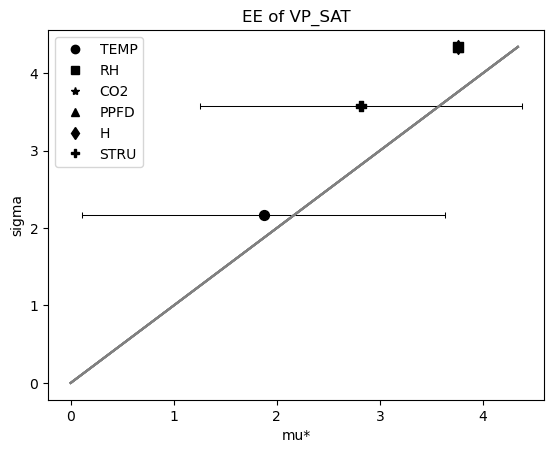 EE of VP_SAT
TEMP
RH
CO2
PPFD
H
STRU
sigma
4
3
2
1
0
0
1
2
3
4
mu*